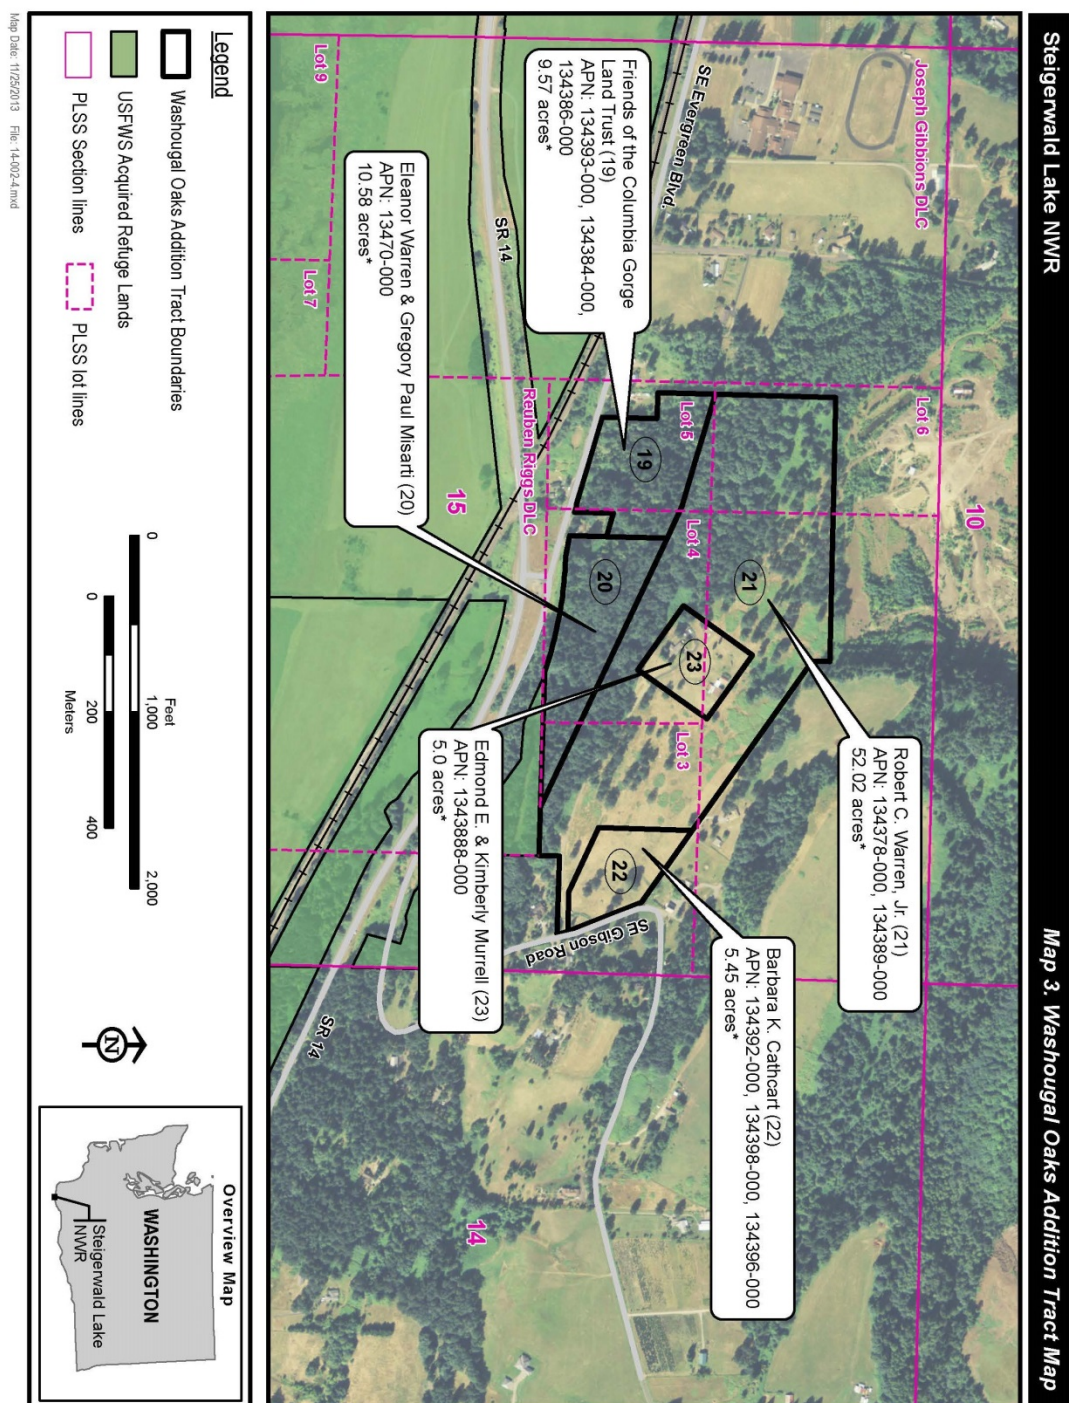 Steigerwald Lake NWR
Map 3. Washougal Oaks Addition Tract Map
Joseph Gibbions DLC
10
Lot 6
SE Evergreen Blvd.
Friends of the Columbia Gorge
Land Trust (19)
APN: 134393-000, 134384-000,
134386-000
9.57 acres*
Robert C. Warren, Jr. (21)
APN: 134378-000, 134389-000
52.02 acres*
Barbara K. Cathcart (22)
APN: 134392-000, 134398-000, 134396-000
5.45 acres*
21
Lot 5
Lot 4
19
23
Lot 3
20
22
SE Gibson Road
Lot 9
Lot 7
SR 14
Reuben Riggs DLC
Eleanor Warren & Gregory Paul Misarti (20)
APN: 13470-000
10.58 acres*
15
Edmond E. & Kimberly Murrell (23)
APN: 1343888-000
5.0 acres*
SR 14
14
Legend
Washougal Oaks Addition Tract Boundaries
USFWS Acquired Refuge Lands
PLSS Section lines
PLSS lot lines
0
1,000
2,000
Feet
0
200
400
Meters
N
Overview Map
WASHINGTON
Steigerwald Lake
NWR
Map Date: 11/25/2013 File: 14-002-4.mxd